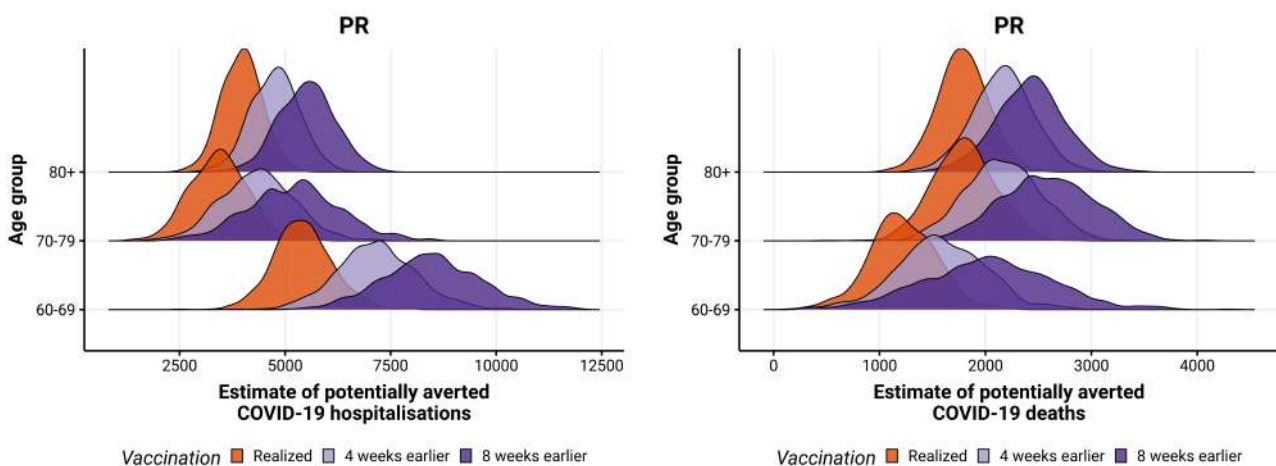 PR
Age group
80+
70-79
60-69
2500 5000 7500 10000 12500
Estimate of potentially averted
COVID-19 hospitalisations
Vaccination Realized 4 weeks earlier 8 weeks earlier
PR
Age group
80+
70-79
60-69
0 1000 2000 3000 4000
Estimate of potentially averted
COVID-19 deaths
Vaccination Realized 4 weeks earlier 8 weeks earlier